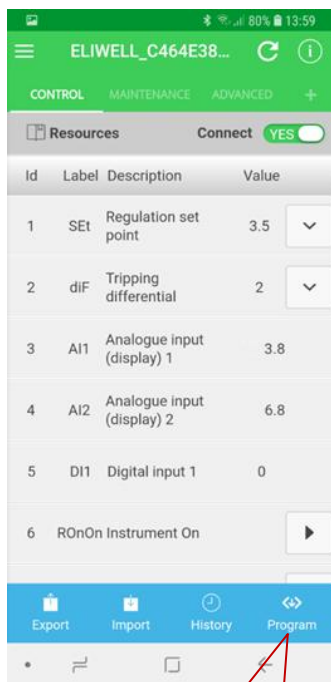 80% 13:59
ELIWELL_C464E38...
CONTROL MAINTENANCE ADVANCED +
Resources Connect YES
Id Label Description Value
1 SEt Regulation set point 3.5
2 diF Tripping differential 2
3 AI1 Analogue input (display) 1 3.8
4 AI2 Analogue input (display) 2 6.8
5 DI1 Digital input 1 0
6 ROnOn Instrument On
Export Import History Program